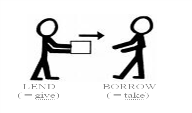 LEND BORROW
(=give) (=take)